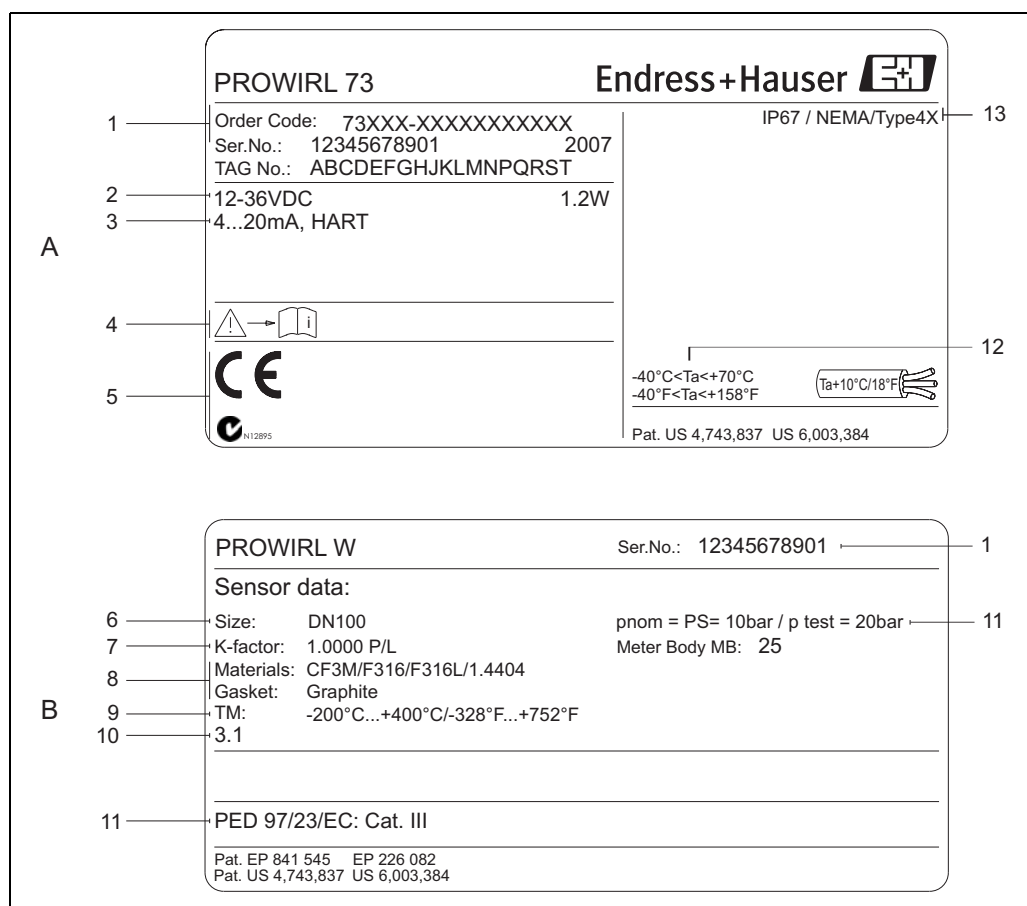 PROWIRL 73
Endress+Hauser
1
Order Code: 73XXX-XXXXXXXXXXX
IP67 / NEMA/Type4X
13
Ser.No.: 12345678901 2007
TAG No.: ABCDEFGHJKLMNPQRST
2
12-36VDC 1.2W
3
4...20mA, HART
A
4
i
5
CE
N12895
12
-40°C<Ta<+70°C
-40°F<Ta<+158°F
Ta+10°C/18°F
Pat. US 4,743,837 US 6,003,384
PROWIRL W
Ser.No.: 12345678901
1
Sensor data:
6
Size: DN100
pnom = PS= 10bar / p test = 20bar
11
7
K-factor: 1.0000 P/L
Meter Body MB: 25
8
Materials: CF3M/F316/F316L/1.4404
Gasket: Graphite
B
9
TM: -200°C...+400°C/-328°F...+752°F
10
3.1
11
PED 97/23/EC: Cat. III
Pat. EP 841 545 EP 226 082
Pat. US 4,743,837 US 6,003,384